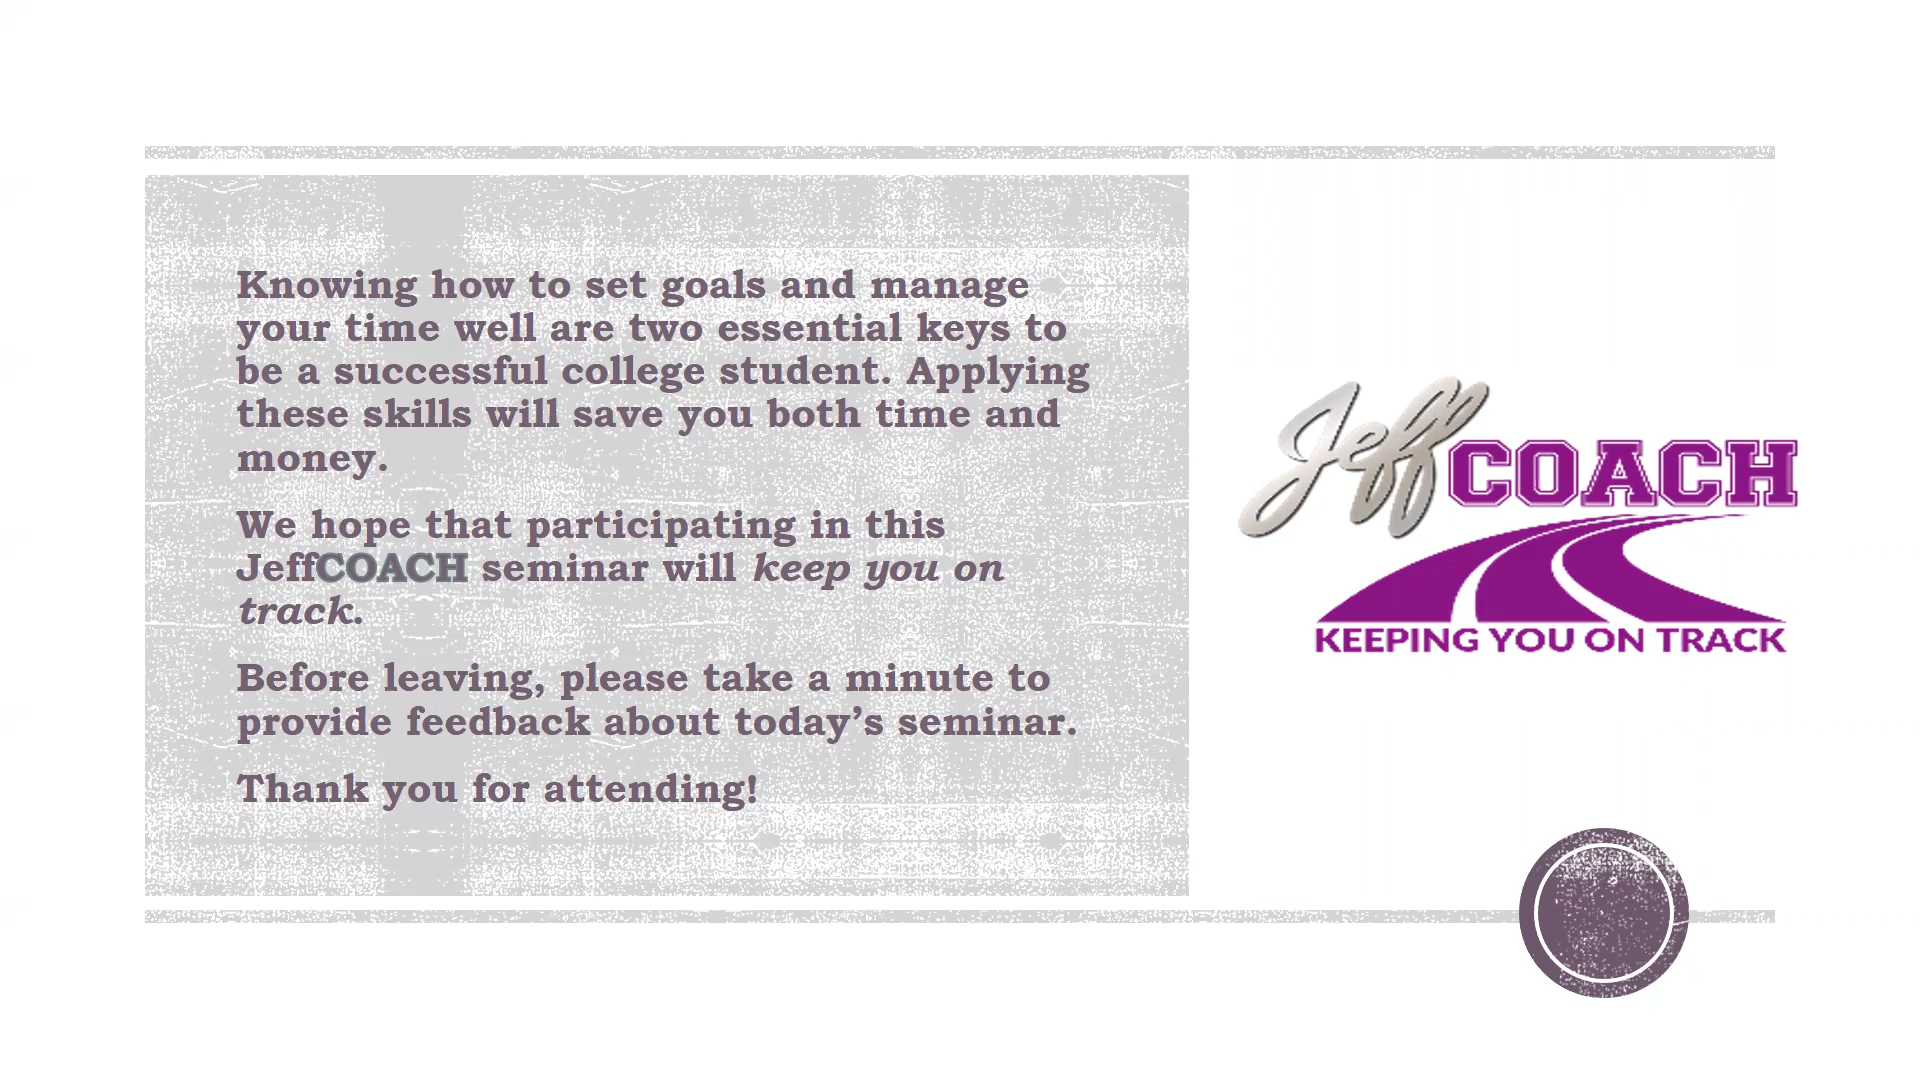 Knowing how to set goals and manage
your time well are two essential keys to
be a successful college student. Applying
these skills will save you both time and
money.
We hope that participating in this
JeffCOACH seminar will keep you on
track.
Before leaving, please take a minute to
provide feedback about today’s seminar.
Thank you for attending!
JeffCOACH
KEEPING YOU ON TRACK